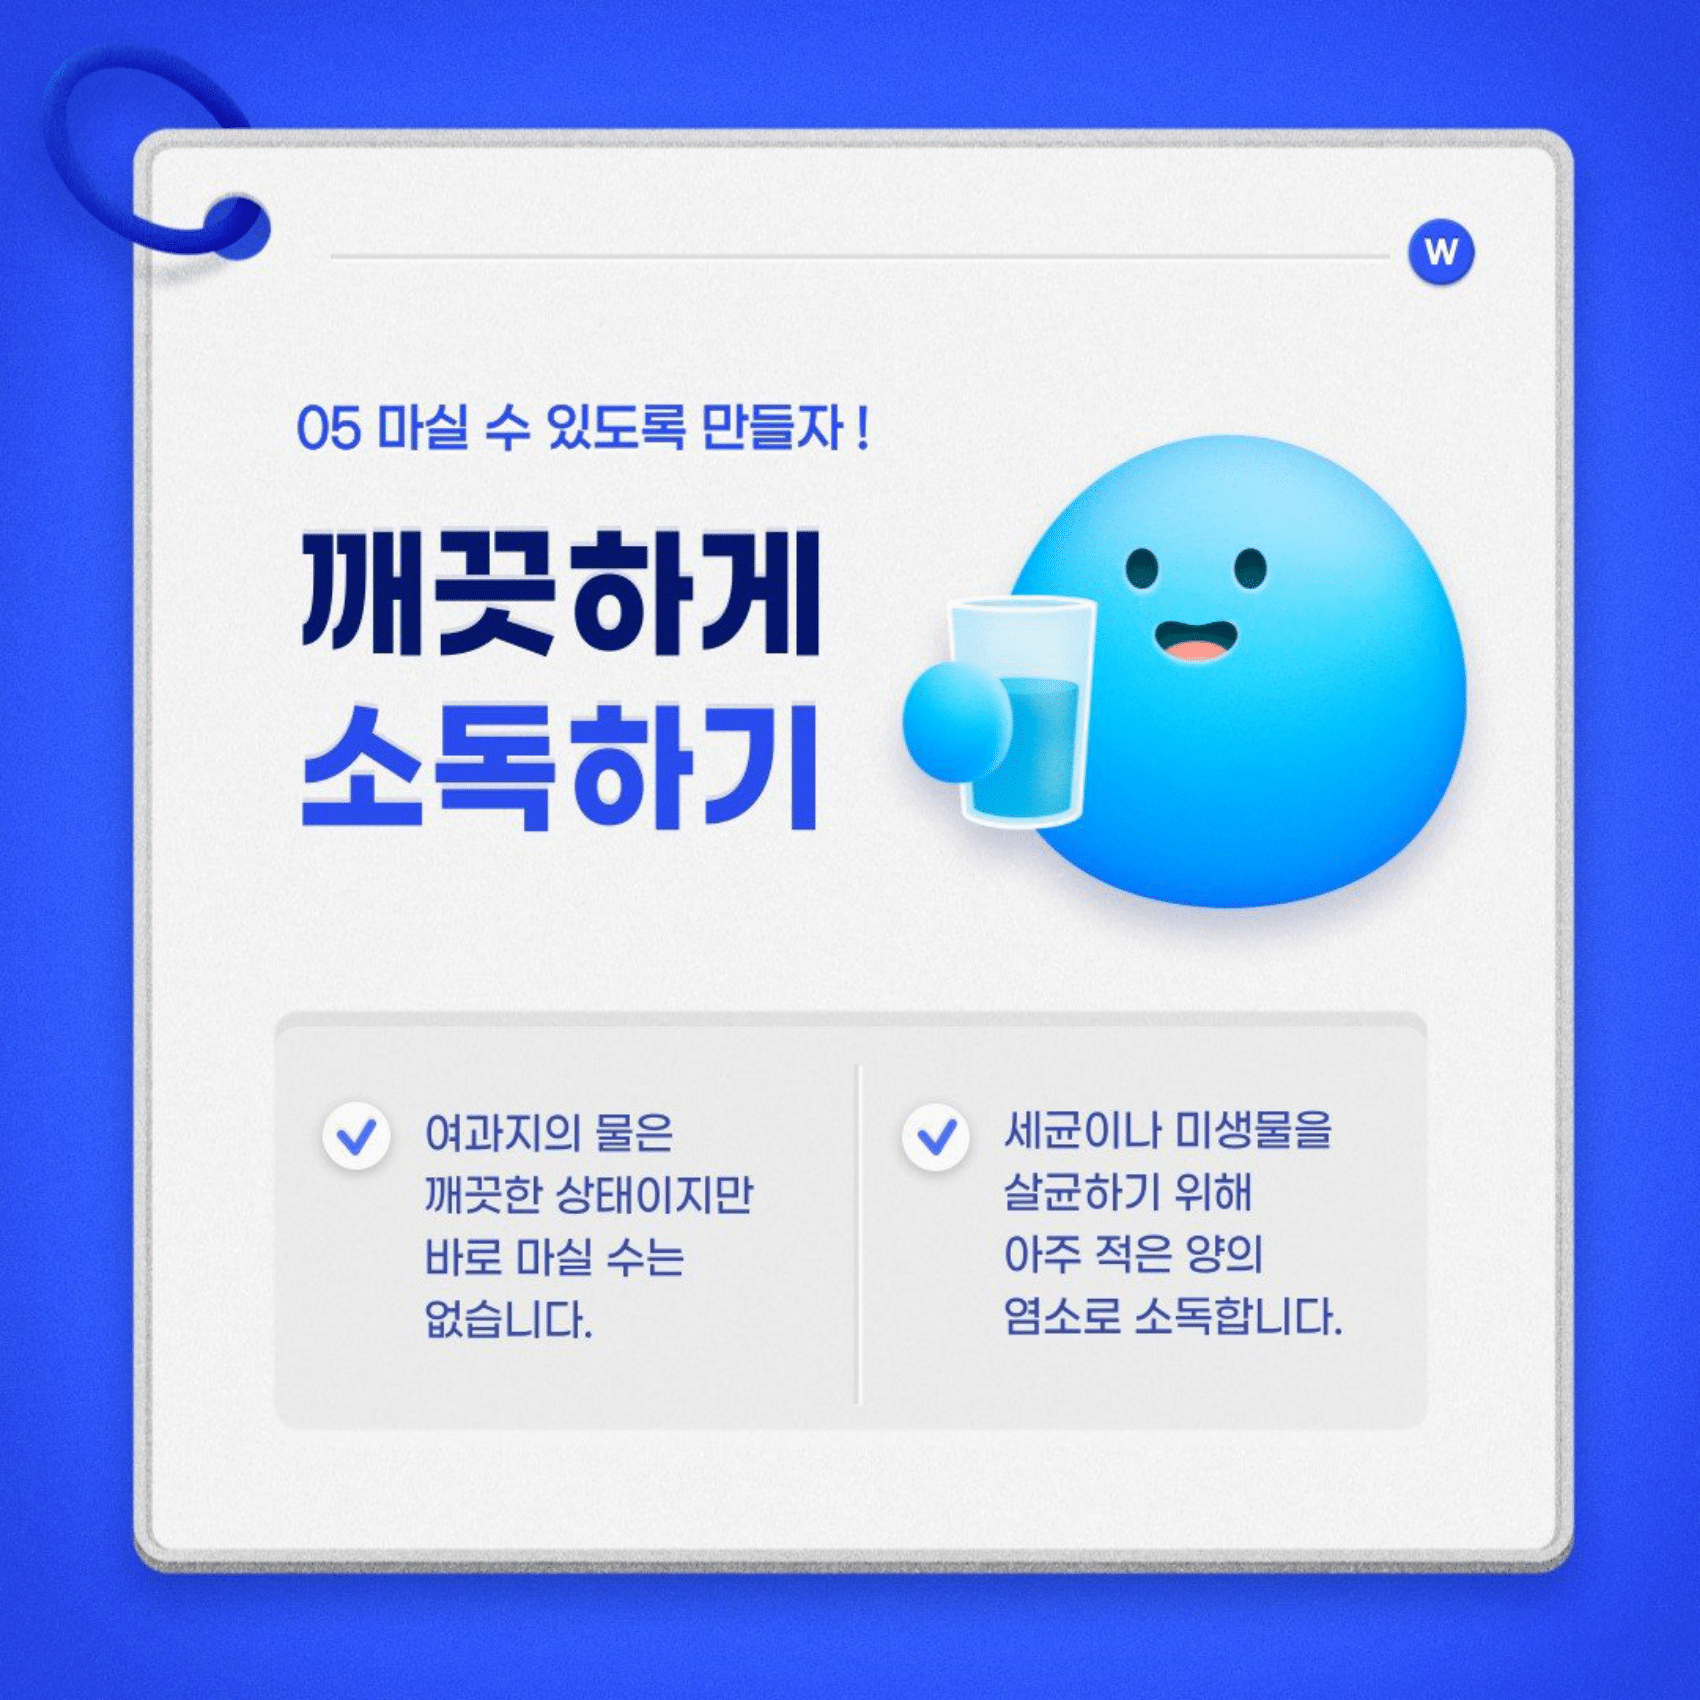 W
05 마실 수 있도록 만들자 !
깨끗하게
소독하기
여과지의 물은
깨끗한 상태이지만
바로 마실 수는
없습니다.
세균이나 미생물을
살균하기 위해
아주 적은 양의
염소로 소독합니다.